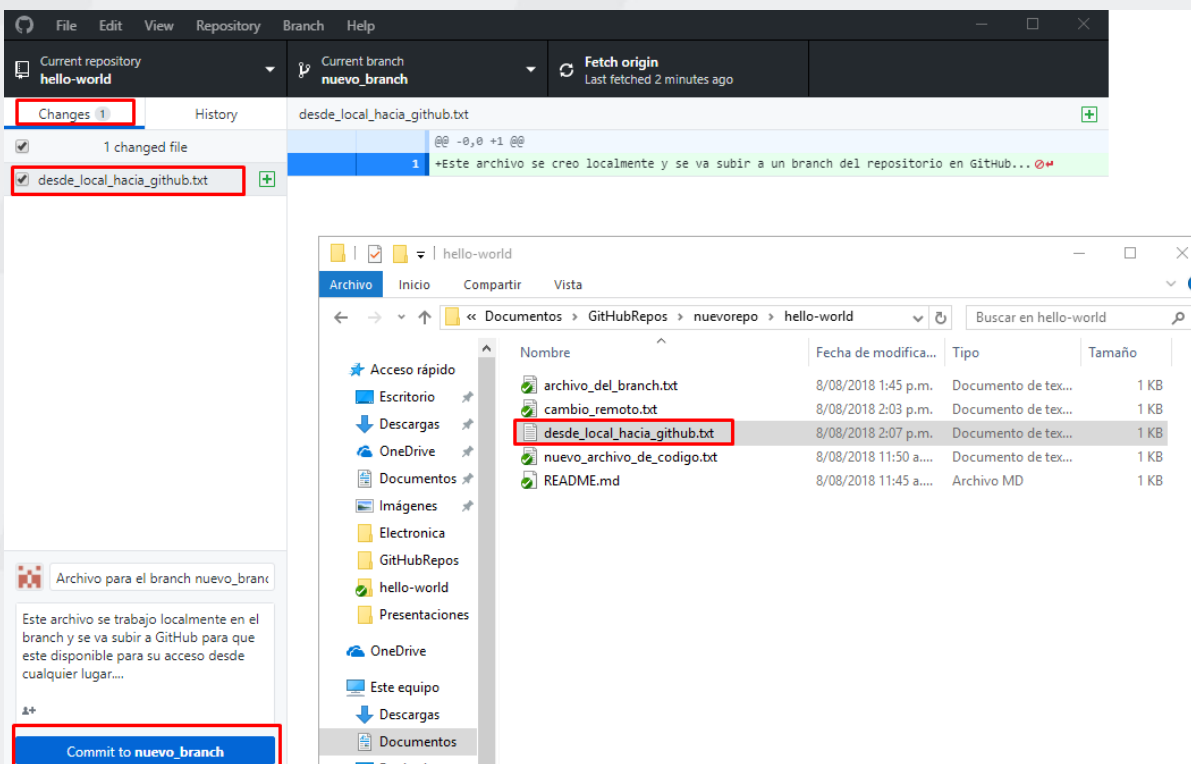 File Edit View Repository Branch Help
Current repository
hello-world
Current branch
nuevo_branch
Fetch origin
Last fetched 2 minutes ago
Changes 1
History
desde_local_hacia_github.txt
1 changed file
@@ -0,0 +1 @@
1 +Este archivo se creo localmente y se va subir a un branch del repositorio en GitHub...
desde_local_hacia_github.txt
hello-world
Archivo Inicio Compartir Vista
« Documentos > GitHubRepos > nuevorepo > hello-world
Buscar en hello-world
Nombre Fecha de modifica... Tipo Tamaño
archivo_del_branch.txt 8/08/2018 1:45 p.m. Documento de tex... 1 KB
cambio_remoto.txt 8/08/2018 2:03 p.m. Documento de tex... 1 KB
desde_local_hacia_github.txt 8/08/2018 2:07 p.m. Documento de tex... 1 KB
nuevo_archivo_de_codigo.txt 8/08/2018 11:50 a.... Documento de tex... 1 KB
README.md 8/08/2018 11:45 a.... Archivo MD 1 KB
Acceso rápido
Escritorio
Descargas
OneDrive
Documentos
Imágenes
Electronica
GitHubRepos
hello-world
Presentaciones
OneDrive
Este equipo
Descargas
Documentos
Archivo para el branch nuevo_branc
Este archivo se trabajo localmente en el
branch y se va subir a GitHub para que
este disponible para su acceso desde
cualquier lugar....
Commit to nuevo_branch